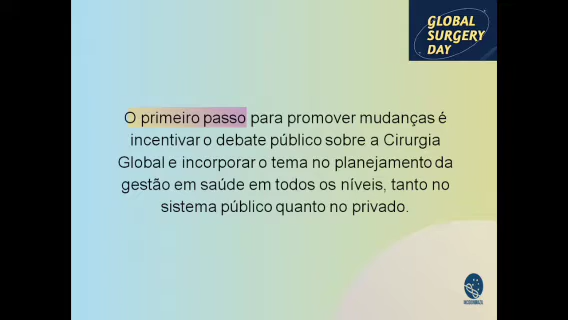 GLOBAL
SURGERY
DAY
O primeiro passo para promover mudanças é
incentivar o debate público sobre a Cirurgia
Global e incorporar o tema no planejamento da
gestão em saúde em todos os níveis, tanto no
sistema público quanto no privado.